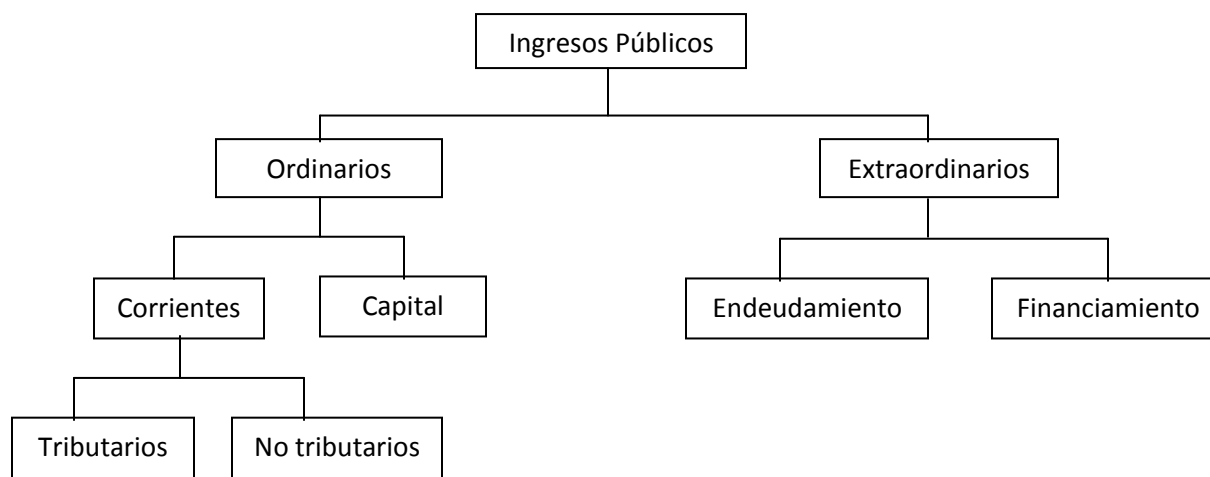 Ingresos Públicos
Ordinarios
Extraordinarios
Corrientes
Capital
Endeudamiento
Financiamiento
Tributarios
No tributarios